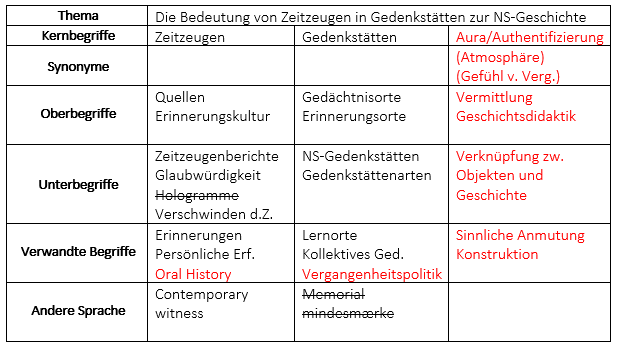 Thema Die Bedeutung von Zeitzeugen in Gedenkstätten zur NS-Geschichte
Kernbegriffe Zeitzeugen Gedenkstätten Aura/Authentifizierung
Synonyme (Atmosphäre)
(Gefühl v. Verg.)
Oberbegriffe Quellen Gedächtnisorte Vermittlung
Erinnerungskultur Erinnerungsorte Geschichtsdidaktik
Unterbegriffe Zeitzeugenberichte NS-Gedenkstätten Verknüpfung zw.
Glaubwürdigkeit Gedenkstättenarten Objekten und
Hologramme Geschichte
Verschwinden d.Z.
Verwandte Begriffe Erinnerungen Lernorte Sinnliche Anmutung
Persönliche Erf. Kollektives Ged. Konstruktion
Oral History Vergangenheitspolitik
Andere Sprache Contemporary Memorial
witness mindesmærke